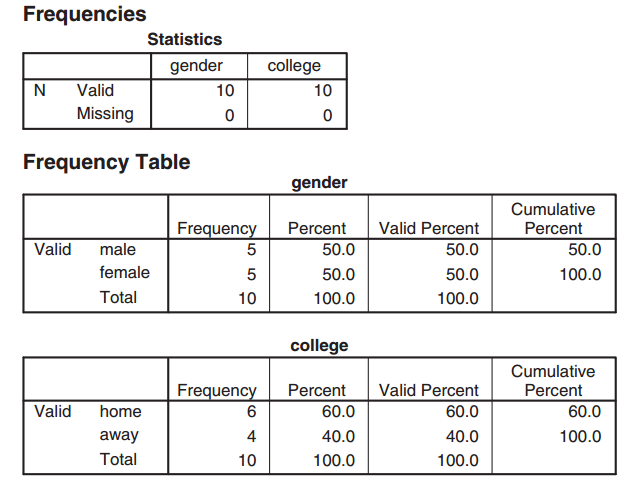 Frequencies
Statistics
gender college
N Valid 10 10
Missing 0 0
Frequency Table
gender
Frequency Percent Valid Percent Cumulative Percent
Valid male 5 50.0 50.0 50.0
female 5 50.0 50.0 100.0
Total 10 100.0 100.0
college
Frequency Percent Valid Percent Cumulative Percent
Valid home 6 60.0 60.0 60.0
away 4 40.0 40.0 100.0
Total 10 100.0 100.0